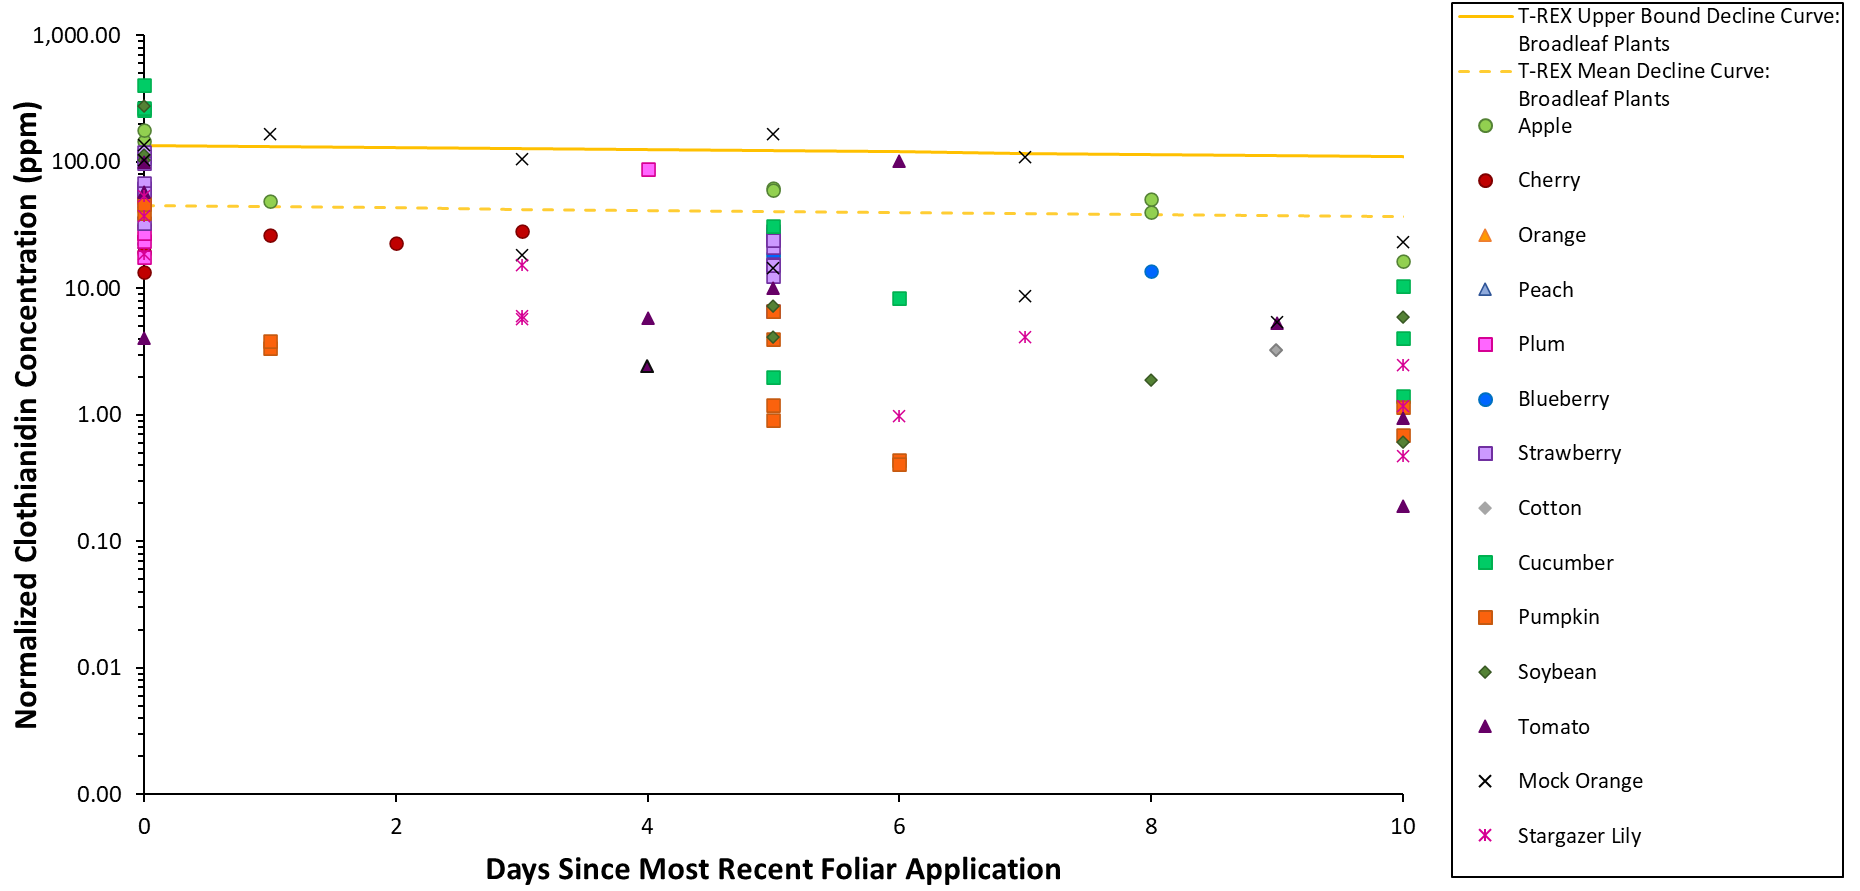 Normalized Clothianidin Concentration (ppm)
1,000.00
100.00
10.00
1.00
0.10
0.01
0.00
0
2
4
6
8
10
Days Since Most Recent Foliar Application
T-REX Upper Bound Decline Curve:
Broadleaf Plants
T-REX Mean Decline Curve:
Broadleaf Plants
Apple
Cherry
Orange
Peach
Plum
Blueberry
Strawberry
Cotton
Cucumber
Pumpkin
Soybean
Tomato
Mock Orange
Stargazer Lily